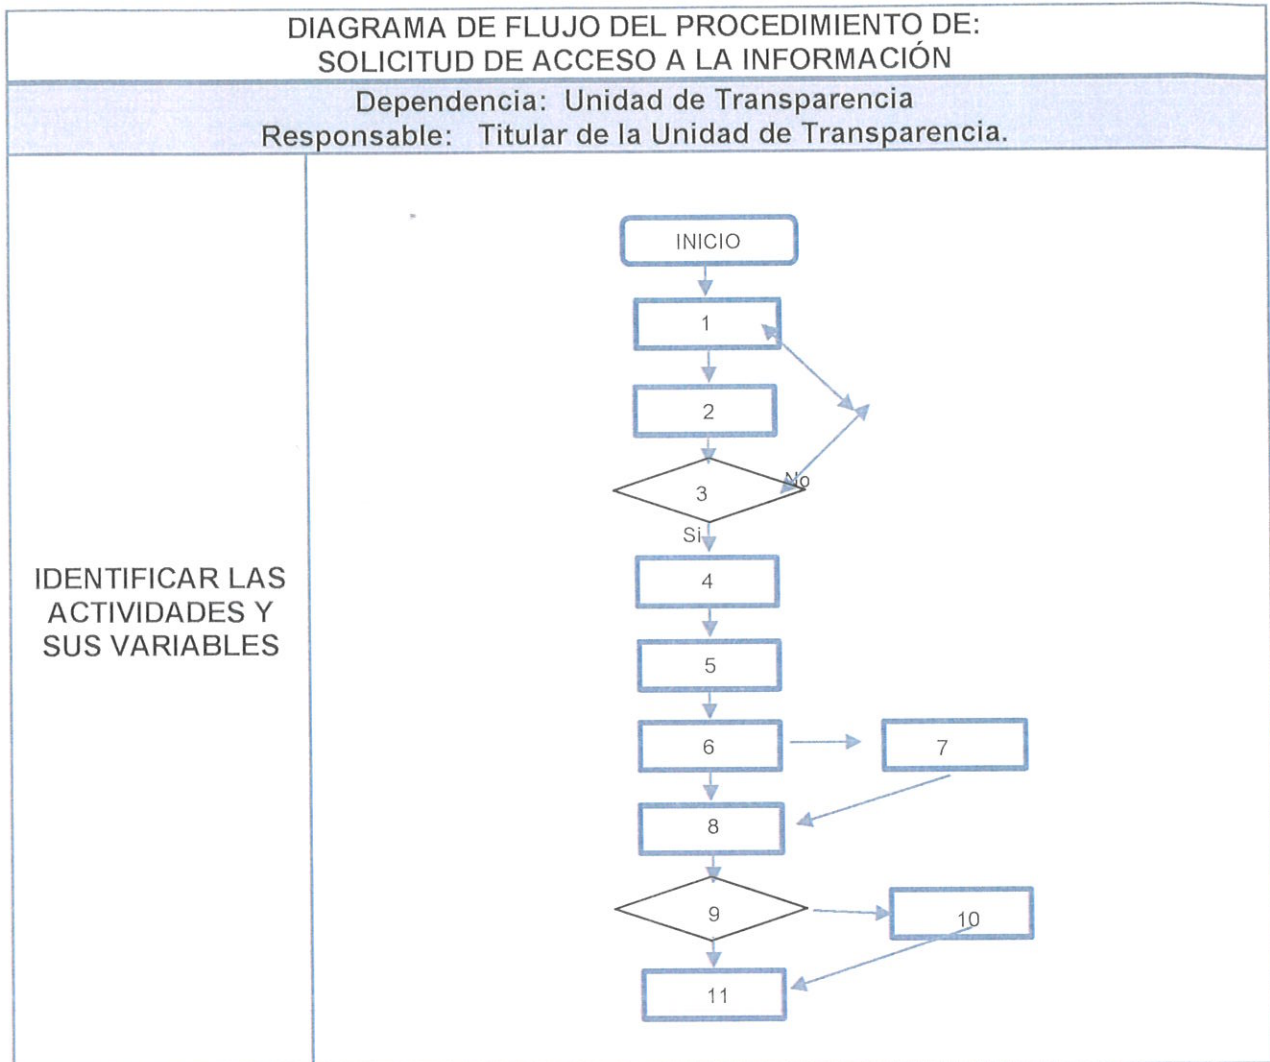 DIAGRAMA DE FLUJO DEL PROCEDIMIENTO DE:
SOLICITUD DE ACCESO A LA INFORMACIÓN
Dependencia: Unidad de Transparencia
Responsable: Titular de la Unidad de Transparencia.
IDENTIFICAR LAS
ACTIVIDADES Y
SUS VARIABLES
INICIO
1
2
3
No
Si
4
5
6
7
8
9
10
11